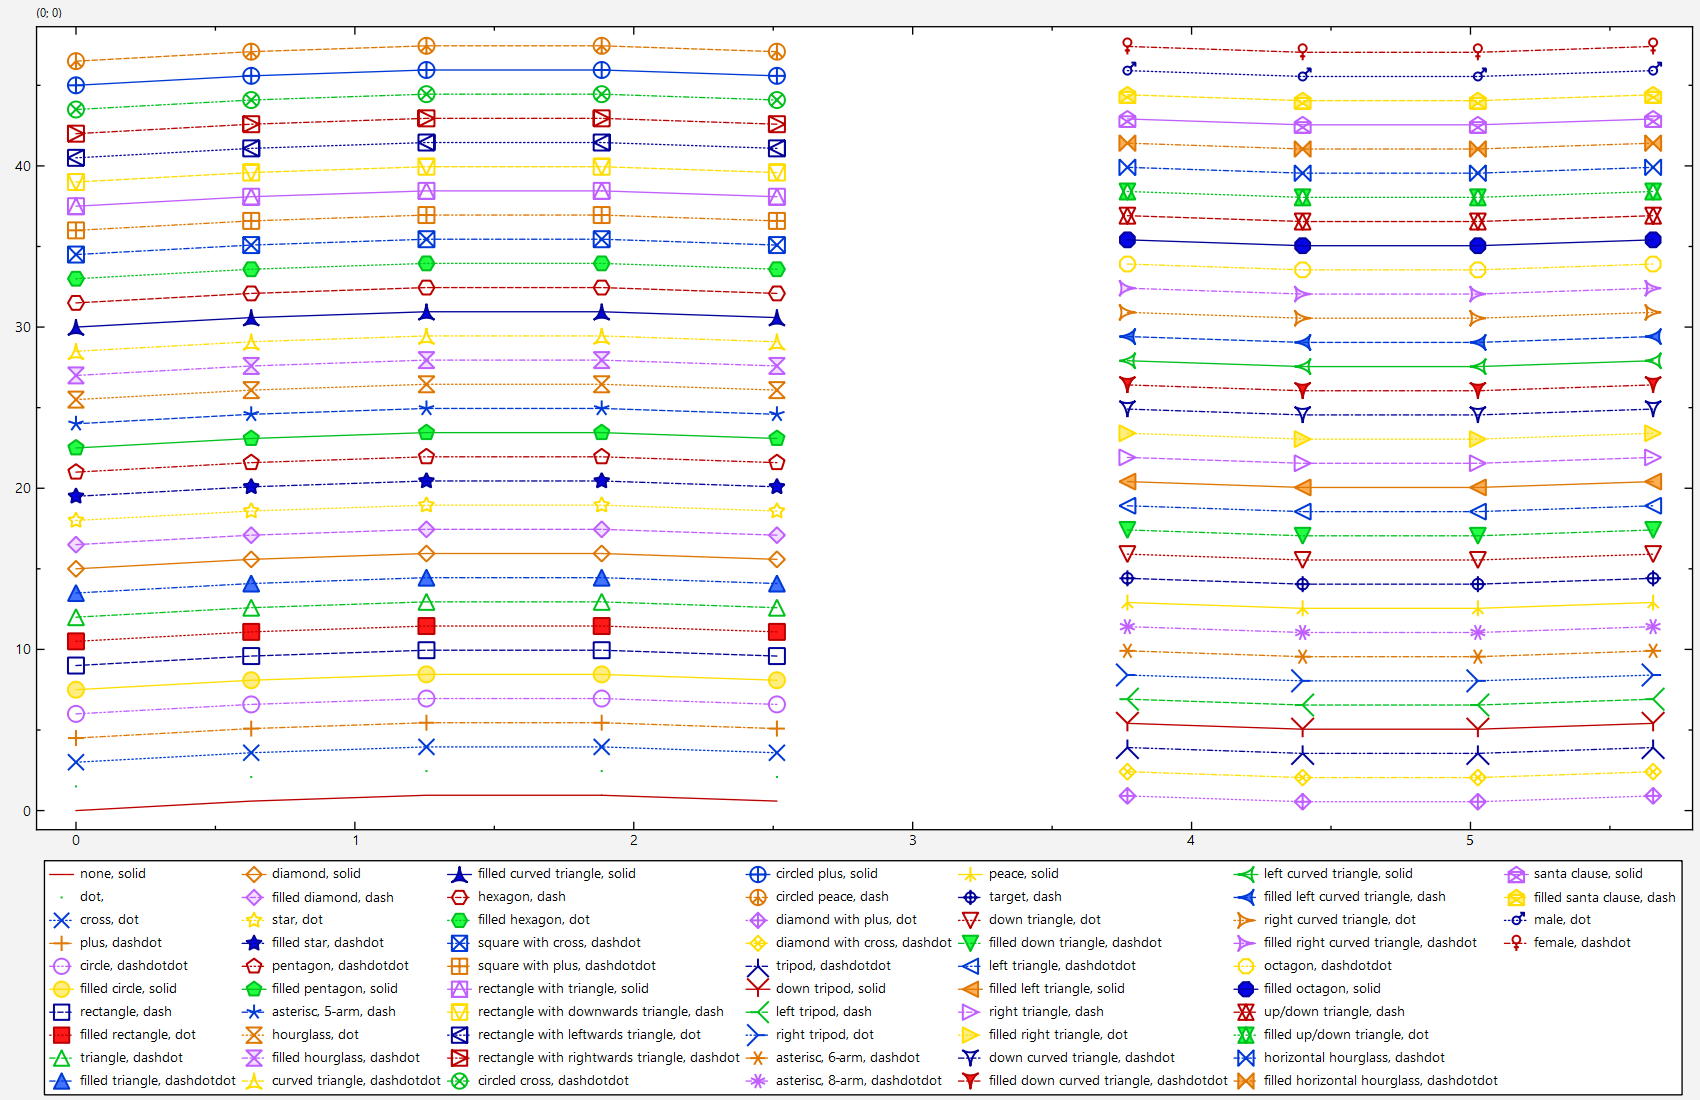 (0; 0)
40
30
20
10
0
0 1 2 3 4 5
none, solid
dot,
cross, dot
plus, dashdot
circle, dashdotdot
filled circle, solid
rectangle, dash
filled rectangle, dot
triangle, dashdot
filled triangle, dashdotdot
diamond, solid
filled diamond, dash
star, dot
filled star, dashdot
pentagon, dashdotdot
filled pentagon, solid
asterisc, 5-arm, dash
hourglass, dot
filled hourglass, dashdot
curved triangle, dashdotdot
filled curved triangle, solid
hexagon, dash
filled hexagon, dot
square with cross, dashdot
square with plus, dashdotdot
rectangle with triangle, solid
rectangle with downwards triangle, dash
rectangle with leftwards triangle, dot
rectangle with rightwards triangle, dashdot
circled cross, dashdotdot
circled plus, solid
circled peace, dash
diamond with plus, dot
diamond with cross, dashdot
tripod, dashdotdot
down tripod, solid
left tripod, dash
right tripod, dot
asterisc, 6-arm, dashdot
asterisc, 8-arm, dashdotdot
peace, solid
target, dash
down triangle, dot
filled down triangle, dashdot
left triangle, dashdotdot
filled left triangle, solid
right triangle, dash
filled right triangle, dot
down curved triangle, dashdot
filled down curved triangle, dashdotdot
left curved triangle, solid
filled left curved triangle, dash
right curved triangle, dot
filled right curved triangle, dashdot
octagon, dashdotdot
filled octagon, solid
up/down triangle, dash
filled up/down triangle, dot
horizontal hourglass, dashdot
filled horizontal hourglass, dashdotdot
santa clause, solid
filled santa clause, dash
male, dot
female, dashdot